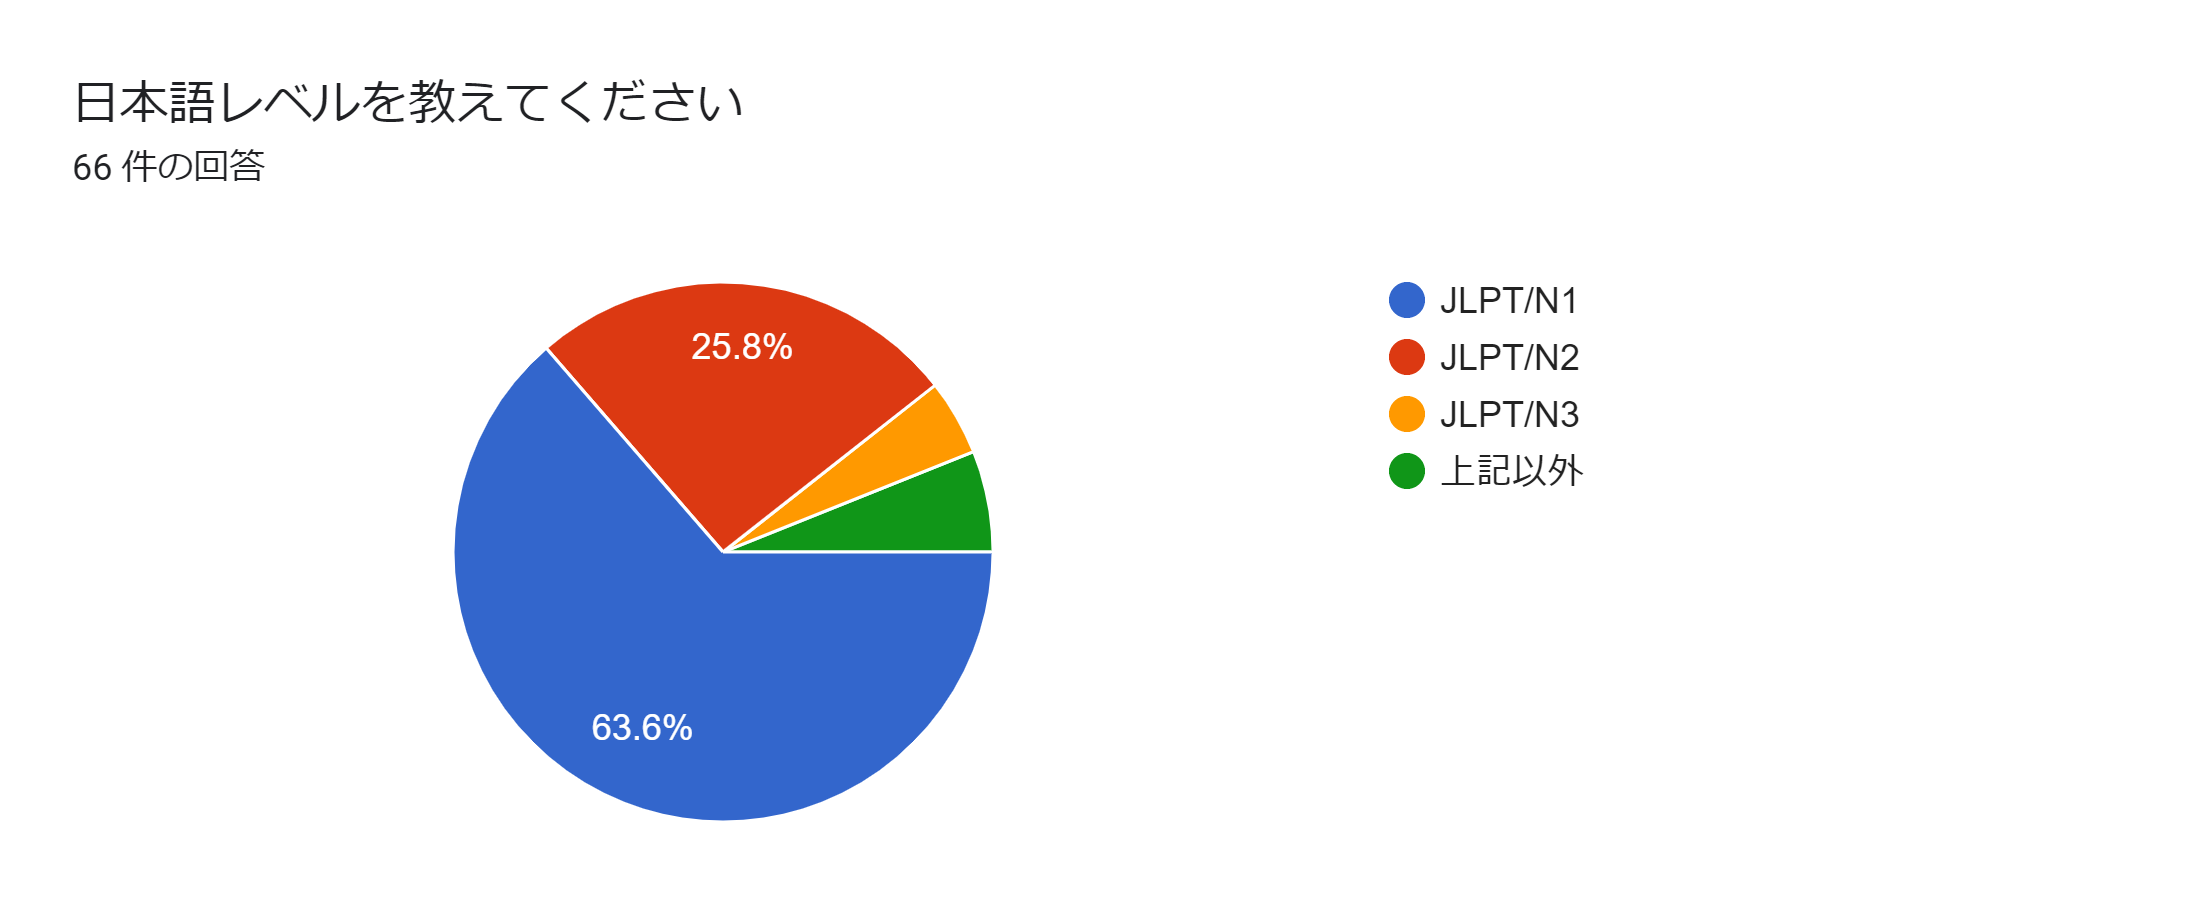 日本語レベルを教えてください
66 件の回答
25.8%
63.6%
JLPT/N1
JLPT/N2
JLPT/N3
上記以外